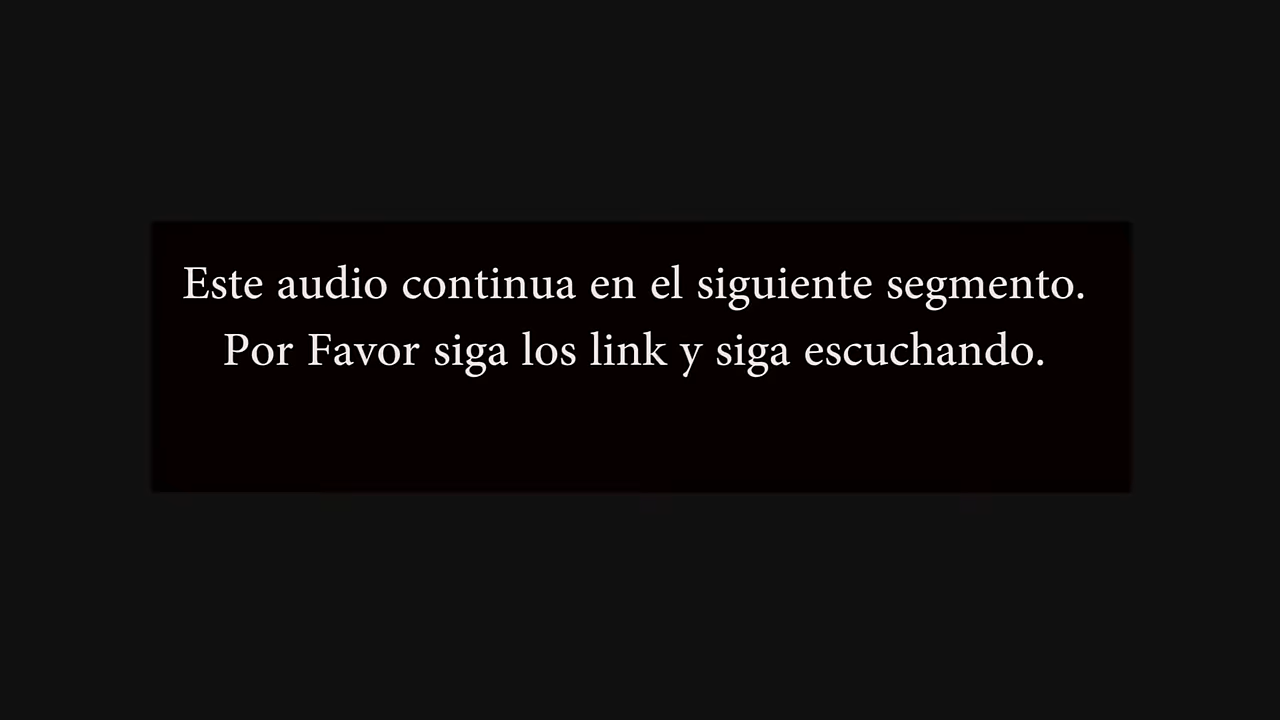 Este audio continua en el siguiente segmento.
Por Favor siga los link y siga escuchando.